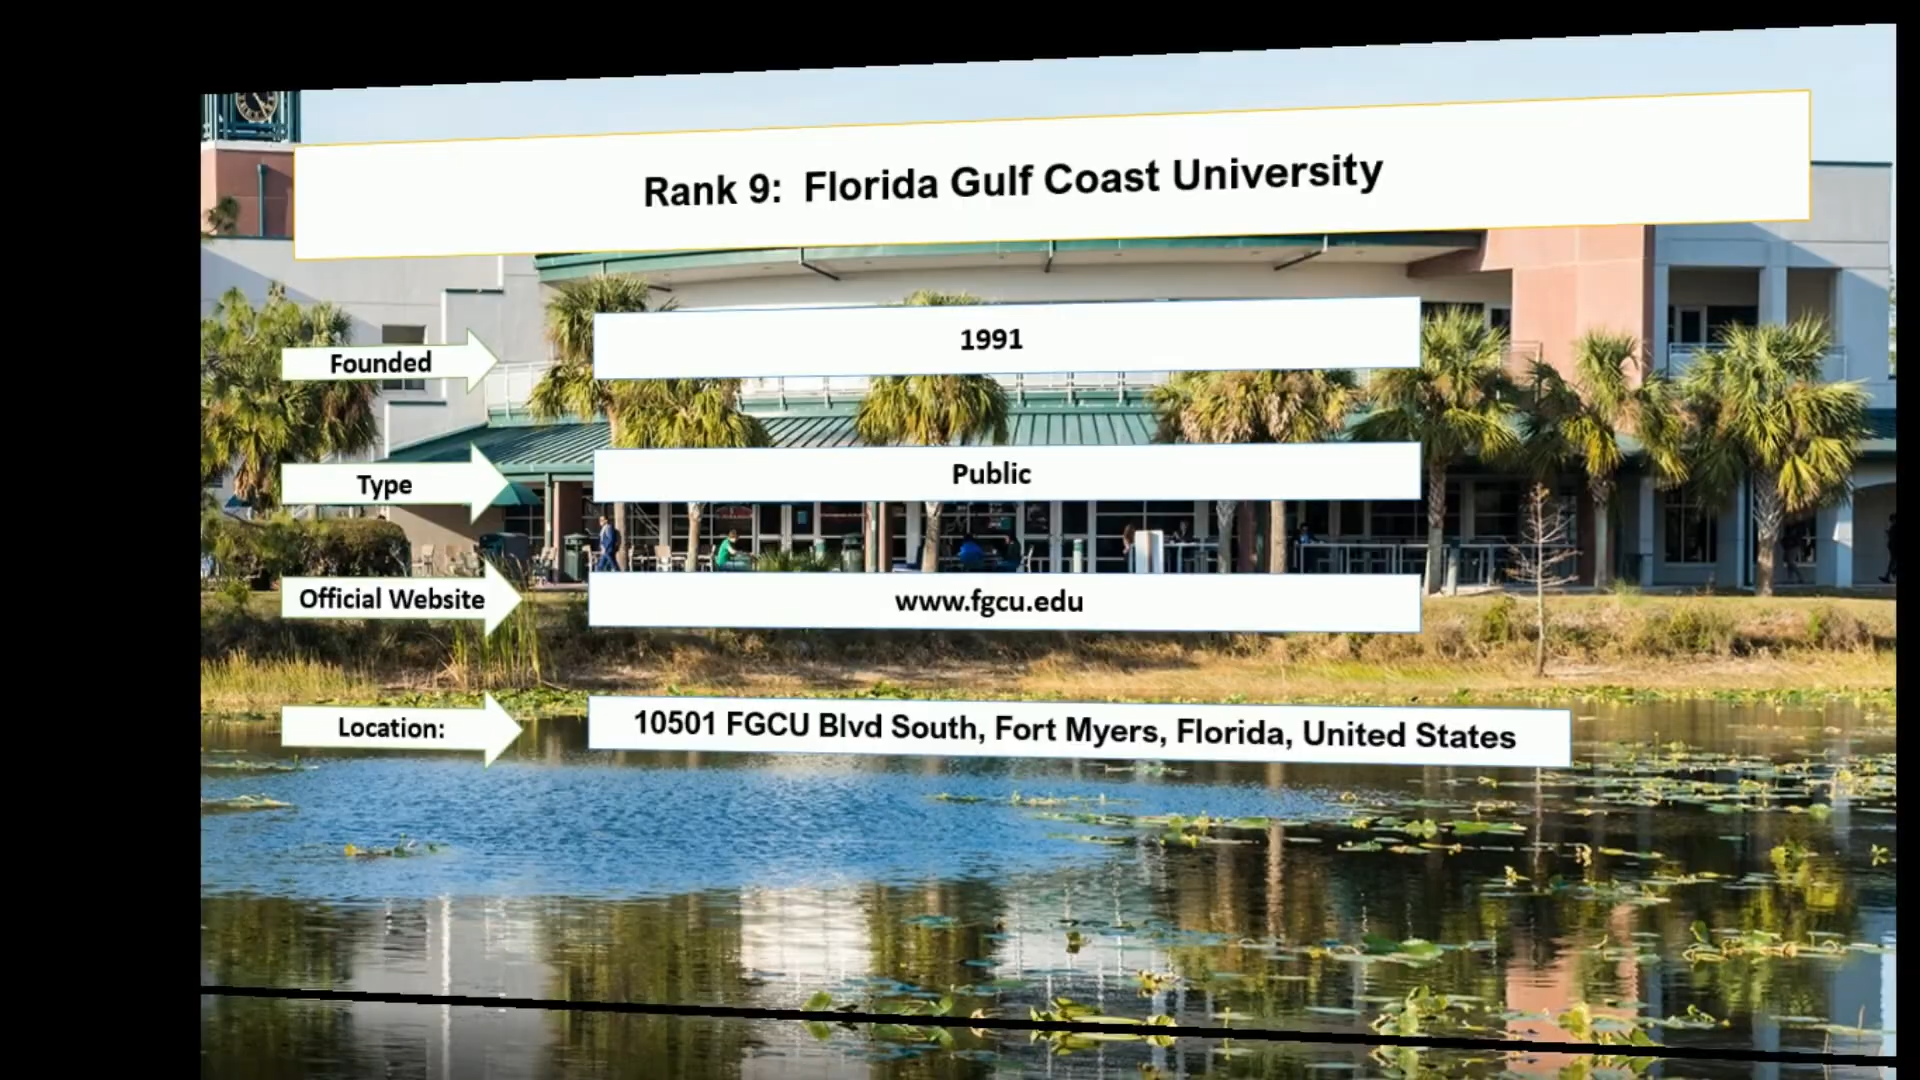 Rank 9:  Florida Gulf Coast University
Founded
1991
Type
Public
Official Website
www.fgcu.edu
Location:
10501 FGCU Blvd South, Fort Myers, Florida, United States